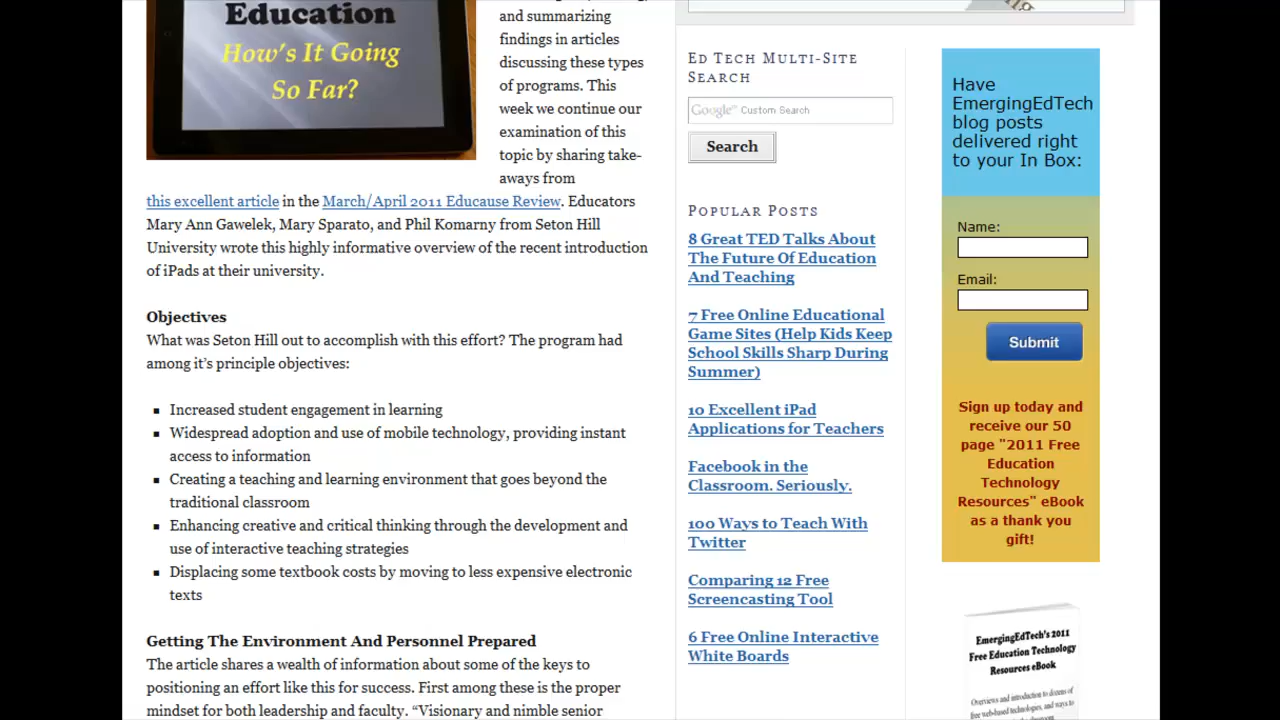 Education
How's It Going
So Far?
and summarizing
findings in articles
discussing these types
of programs. This
week we continue our
examination of this
topic by sharing take-
aways from
this excellent article in the March/April 2011 Educause Review. Educators
Mary Ann Gawelek, Mary Sparato, and Phil Komarny from Seton Hill
University wrote this highly informative overview of the recent introduction
of iPads at their university.
Objectives
What was Seton Hill out to accomplish with this effort? The program had
among it's principle objectives:
Increased student engagement in learning
Widespread adoption and use of mobile technology, providing instant
access to information
Creating a teaching and learning environment that goes beyond the
traditional classroom
Enhancing creative and critical thinking through the development and
use of interactive teaching strategies
Displacing some textbook costs by moving to less expensive electronic
texts
Getting The Environment And Personnel Prepared
The article shares a wealth of information about some of the keys to
positioning an effort like this for success. First among these is the proper
mindset for both leadership and faculty. “Visionary and nimble senior
Ed Tech Multi-Site
Search
Google™ Custom Search
Search
Popular Posts
8 Great TED Talks About
The Future Of Education
And Teaching
7 Free Online Educational
Game Sites (Help Kids Keep
School Skills Sharp During
Summer)
10 Excellent iPad
Applications for Teachers
Facebook in the
Classroom. Seriously.
100 Ways to Teach With
Twitter
Comparing 12 Free
Screencasting Tool
6 Free Online Interactive
White Boards
Have
EmergingEdTech
blog posts
delivered right
to your In Box:
Name:
Email:
Submit
Sign up today and
receive our 50
page "2011 Free
Education
Technology
Resources" eBook
as a thank you
gift!
EmergingEdTech's 2011
Free Education Technology
Resources eBook
Overviews and introduction to dozens of
free web-based technologies, and ways to